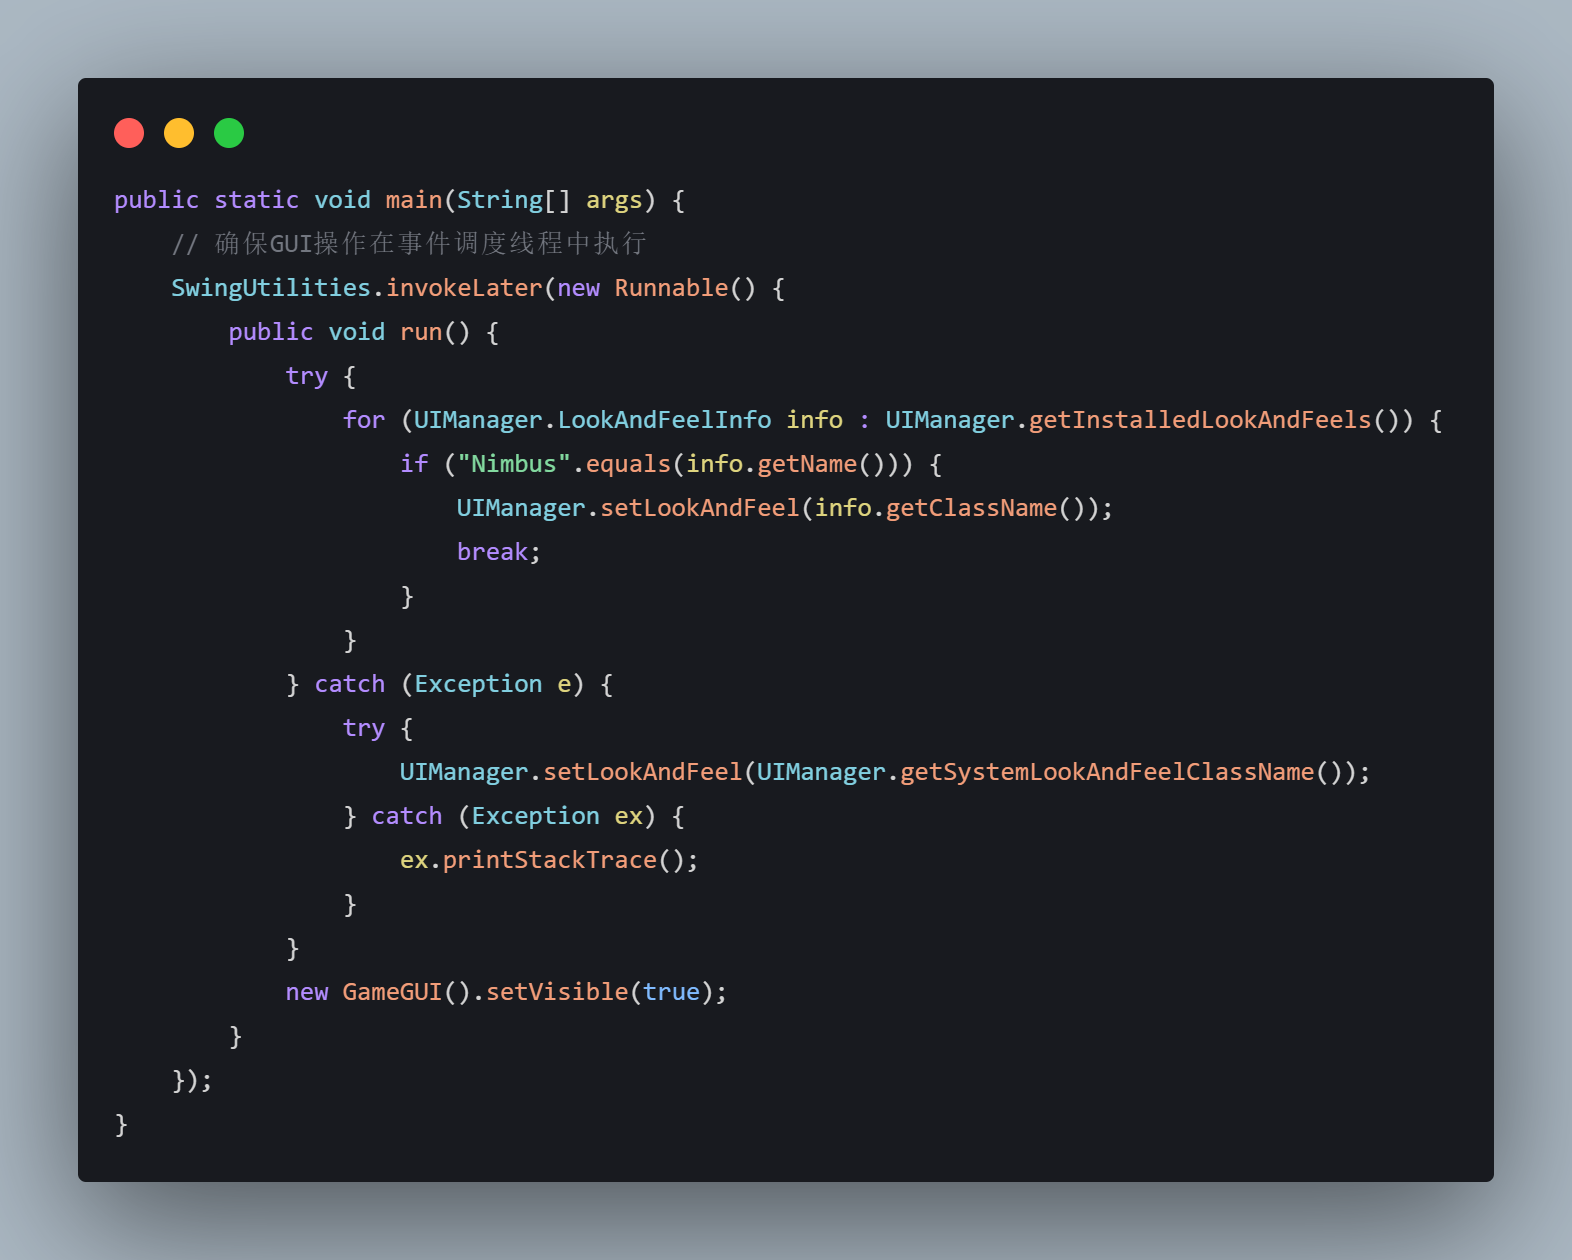 public static void main(String[] args) {
    // 确保GUI操作在事件调度线程中执行
    SwingUtilities.invokeLater(new Runnable() {
        public void run() {
            try {
                for (UIManager.LookAndFeelInfo info : UIManager.getInstalledLookAndFeels()) {
                    if ("Nimbus".equals(info.getName())) {
                        UIManager.setLookAndFeel(info.getClassName());
                        break;
                    }
                }
            } catch (Exception e) {
                try {
                    UIManager.setLookAndFeel(UIManager.getSystemLookAndFeelClassName());
                } catch (Exception ex) {
                    ex.printStackTrace();
                }
            }
            new GameGUI().setVisible(true);
        }
    });
}